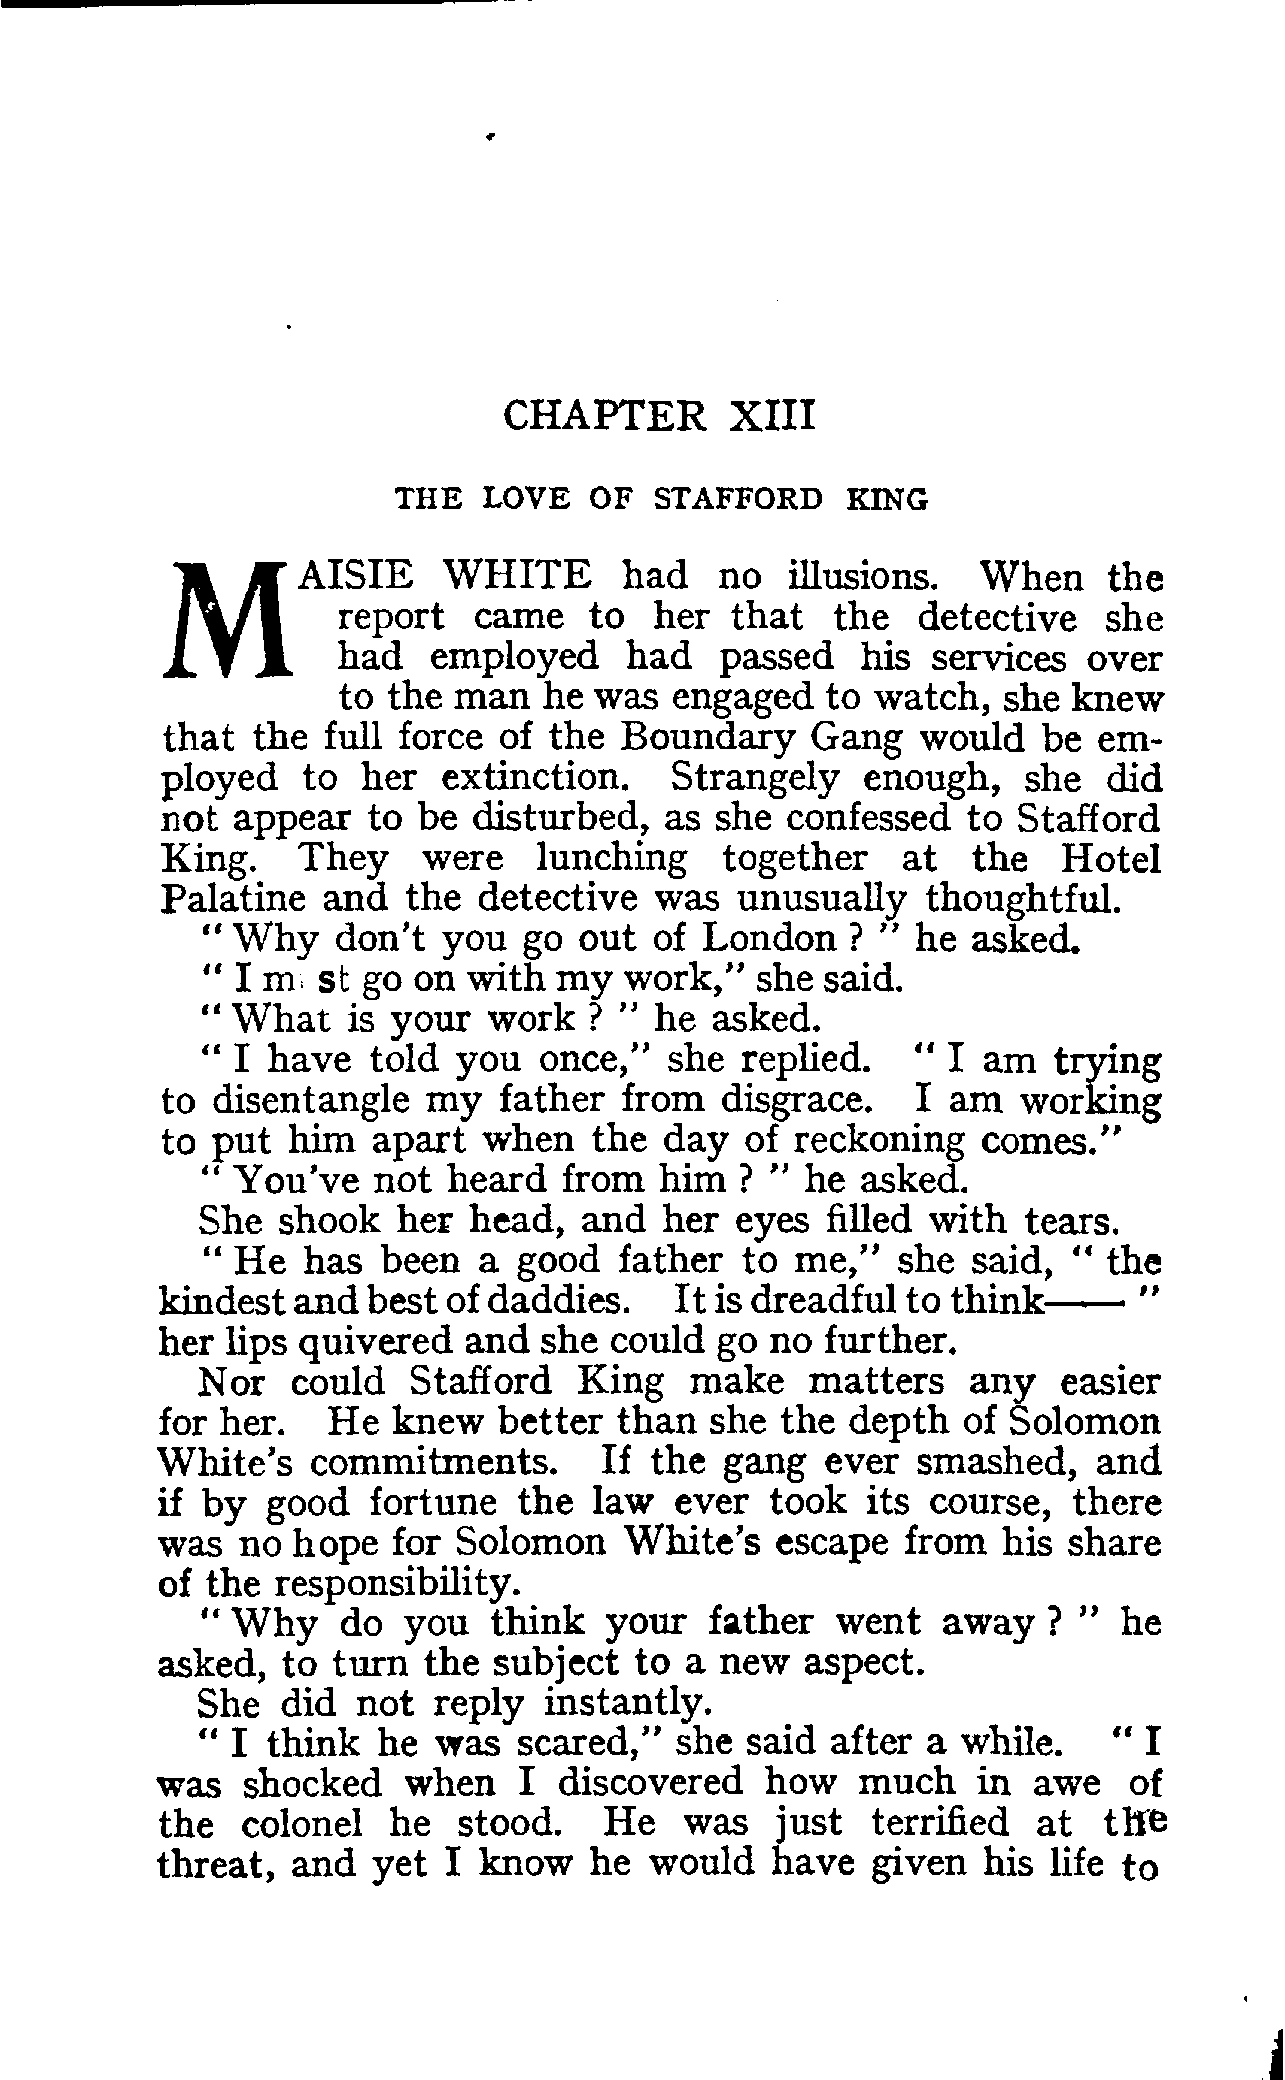 CHAPTER XIII
THE LOVE OF STAFFORD KING
MAISIE WHITE had no illusions. When the
report came to her that the detective she
had employed had passed his services over
to the man he was engaged to watch, she knew
that the full force of the Boundary Gang would be em-
ployed to her extinction. Strangely enough, she did
not appear to be disturbed, as she confessed to Stafford
King. They were lunching together at the Hotel
Palatine and the detective was unusually thoughtful.
“ Why don't you go out of London ? ” he asked.
“ I m st go on with my work,” she said.
“ What is your work ? ” he asked.
“ I have told you once,” she replied. “ I am trying
to disentangle my father from disgrace. I am working
to put him apart when the day of reckoning comes.”
“ You've not heard from him ? ” he asked.
She shook her head, and her eyes filled with tears.
“ He has been a good father to me,” she said, “ the
kindest and best of daddies. It is dreadful to think—— ”
her lips quivered and she could go no further.
Nor could Stafford King make matters any easier
for her. He knew better than she the depth of Solomon
White's commitments. If the gang ever smashed, and
if by good fortune the law ever took its course, there
was no hope for Solomon White's escape from his share
of the responsibility.
“ Why do you think your father went away ? ” he
asked, to turn the subject to a new aspect.
She did not reply instantly.
“ I think he was scared,” she said after a while. “ I
was shocked when I discovered how much in awe of
the colonel he stood. He was just terrified at the
threat, and yet I know he would have given his life to